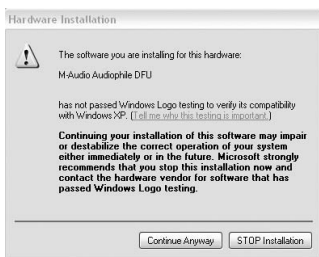 Hardware Installation
The software you are installing for this hardware:
M-Audio Audiophile DFU
has not passed Windows Logo testing to verify its compatibility
with Windows XP. (Tell me why this testing is important.)
Continuing your installation of this software may impair
or destabilize the correct operation of your system
either immediately or in the future. Microsoft strongly
recommends that you stop this installation now and
contact the hardware vendor for software that has
passed Windows Logo testing.
Continue Anyway
STOP Installation